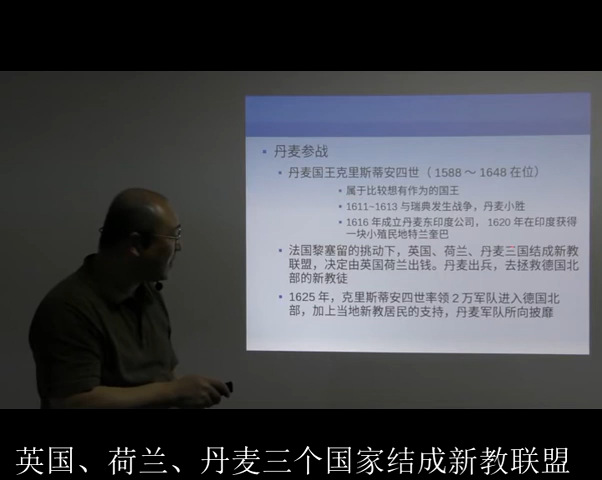 丹麦参战
丹麦国王克里斯蒂安四世（1588～1648在位）
属于比较想有作为的国王
1611~1613与瑞典发生战争，丹麦小胜
1616年成立丹麦东印度公司，1620年在印度获得
一块小殖民地特兰奎巴
法国黎塞留的挑动下，英国、荷兰、丹麦三国结成新教
联盟，决定由英国荷兰出钱。丹麦出兵，去拯救德国北
部的新教徒
1625年，克里斯蒂安四世率领2万军队进入德国北
部，加上当地新教居民的支持，丹麦军队所向披靡
英国、荷兰、丹麦三个国家结成新教联盟